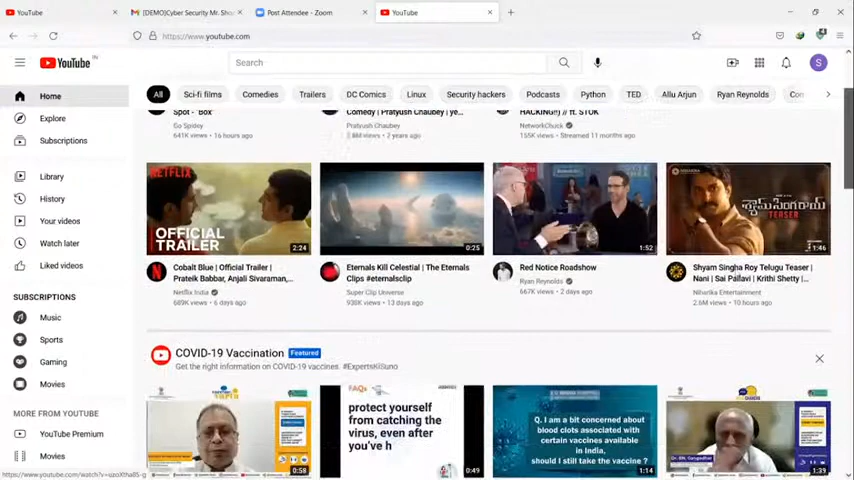 YouTube
[DEMO]Cyber Security Mr. Sho
Post Attendee - Zoom
YouTube
https://www.youtube.com
YouTube IN
Search
S
Home
Explore
Subscriptions
Library
History
Your videos
Watch later
Liked videos
SUBSCRIPTIONS
Music
Sports
Gaming
Movies
MORE FROM YOUTUBE
YouTube Premium
Movies
All
Sci-fi films
Comedies
Trailers
DC Comics
Linux
Security hackers
Podcasts
Python
TED
Allu Arjun
Ryan Reynolds
Spot - 'Box'
Go Spidey
641K views • 16 hours ago
Comedy | Pratyush Chaubey | ye...
Pratyush Chaubey
views • 2 years ago
HACKING!) // ft. STOK
NetworkChuck
155K views • Streamed 11 months ago
NETFLIX
OFFICIAL
TRAILER
2:24
0:25
1:52
శ్యామ్‌సింగరాయ్
TEASER
1:46
Cobalt Blue | Official Trailer |
Prateik Babbar, Anjali Sivaraman,...
Netflix India
689K views • 6 days ago
Eternals Kill Celestial | The Eternals
Clips #eternalsclip
Super Clip Universe
938K views • 13 days ago
Red Notice Roadshow
Ryan Reynolds
667K views • 2 days ago
Shyam Singha Roy Telugu Teaser |
Nani | Sai Pallavi | Krithi Shetty |...
Niharika Entertainment
2.6M views • 10 hours ago
COVID-19 Vaccination
Featured
Get the right information on COVID-19 vaccines. #ExpertsKiSuno
0:58
FAQs
protect yourself
from catching the
virus, even after
you've h
0:49
Q. I am a bit concerned about
blood clots associated with
certain vaccines available
in India,
should I still take the vaccine ?
1:14
1:39